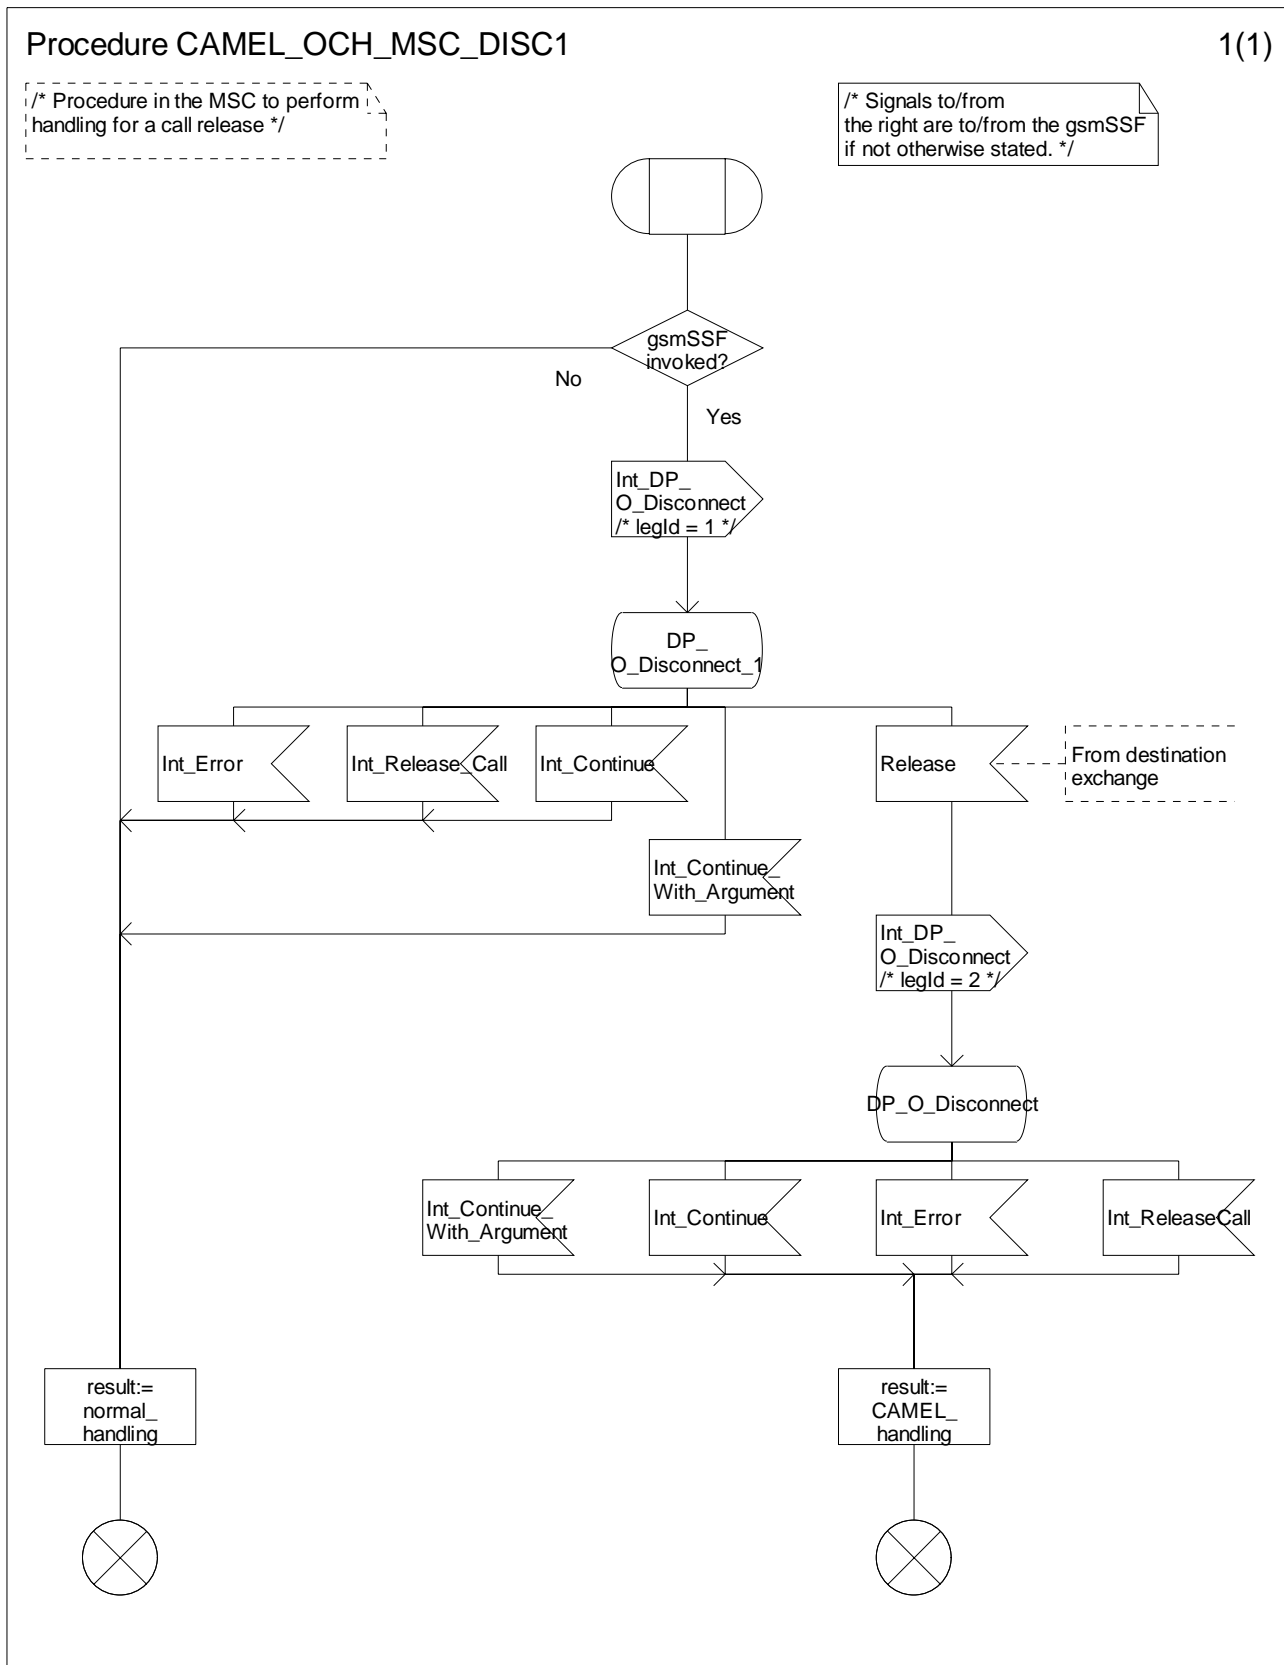 Procedure CAMEL_OCH_MSC_DISC1
1(1)
/* Procedure in the MSC to perform
handling for a call release */
/* Signals to/from
the right are to/from the gsmSSF
if not otherwise stated. */
gsmSSF
invoked?
No
Yes
Int_DP_
O_Disconnect
/* legId = 1 */
DP_
O_Disconnect_1
Int_Error
Int_Release_Call
Int_Continue
Release
From destination
exchange
Int_Continue_
With_Argument
Int_DP_
O_Disconnect
/* legId = 2 */
DP_O_Disconnect
Int_Continue_
With_Argument
Int_Continue
Int_Error
Int_ReleaseCall
result:=
normal_
handling
result:=
CAMEL_
handling